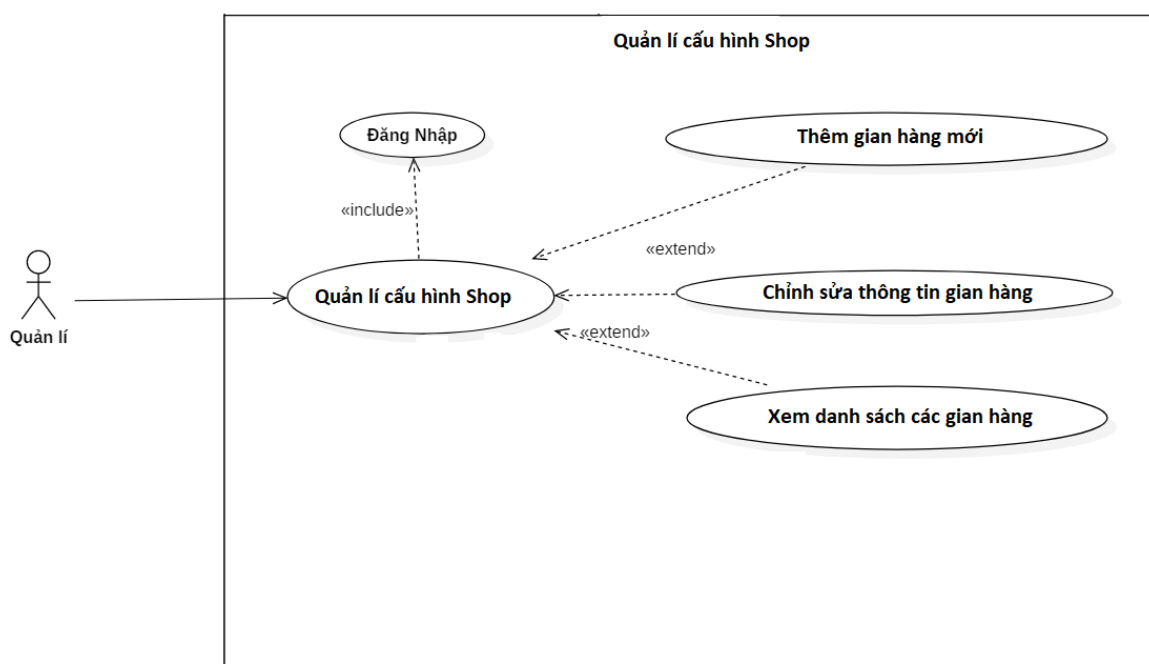 Quản lí cấu hình Shop
Đăng Nhập
Thêm gian hàng mới
«include»
«extend»
Quản lí cấu hình Shop
Chỉnh sửa thông tin gian hàng
Quản lí
«extend»
Xem danh sách các gian hàng